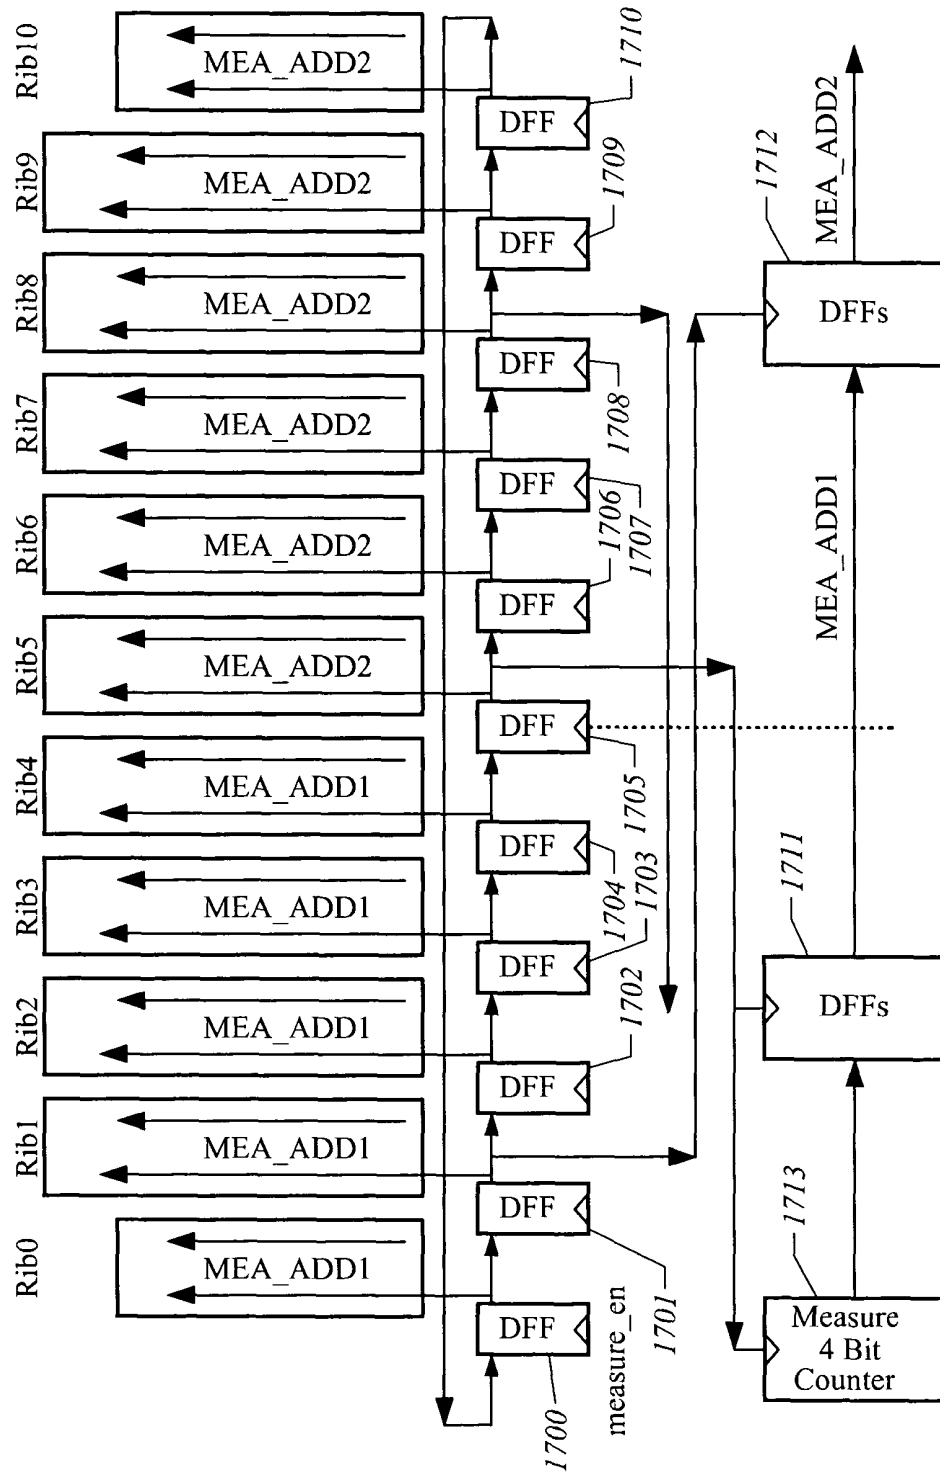 Rib0
Rib1
Rib2
Rib3
Rib4
Rib5
Rib6
Rib7
Rib8
Rib9
Rib10
MEA_ADD1
MEA_ADD1
MEA_ADD1
MEA_ADD1
MEA_ADD1
MEA_ADD2
MEA_ADD2
MEA_ADD2
MEA_ADD2
MEA_ADD2
MEA_ADD2
DFF
DFF
DFF
DFF
DFF
DFF
DFF
DFF
DFF
DFF
DFF
1700
measure_en
1701
1702
1703
1704
1705
1706
1707
1708
1709
1710
1713
Measure
4 Bit
Counter
1711
DFFs
MEA_ADD1
1712
DFFs
MEA_ADD2